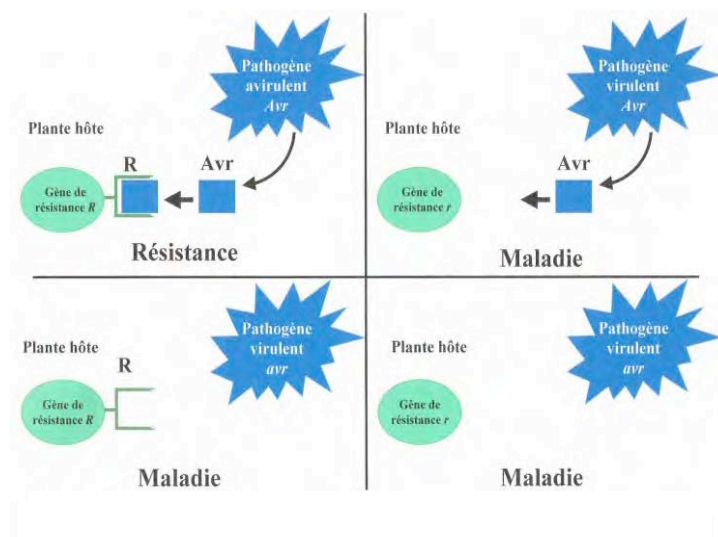 Pathogène
avirulent
Avr
Plante hôte
R
Avr
Gène de
résistance R
Résistance
Pathogène
virulent
Avr
Plante hôte
Avr
Gène de
résistance r
Maladie
Pathogène
virulent
avr
Plante hôte
R
Gène de
résistance R
Maladie
Pathogène
virulent
avr
Plante hôte
Gène de
résistance r
Maladie